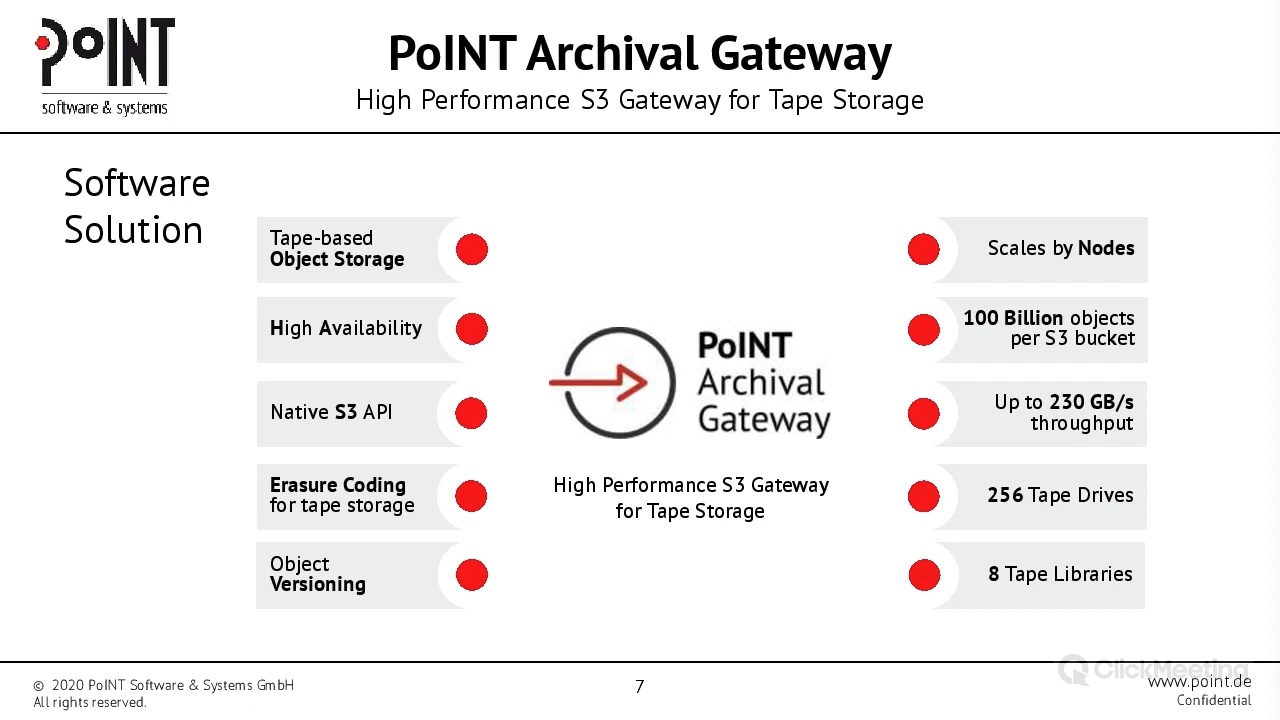 PoINT
software & systems
PoINT Archival Gateway
High Performance S3 Gateway for Tape Storage
Software
Solution
Tape-based
Object Storage
High Availability
Native S3 API
Erasure Coding
for tape storage
Object
Versioning
PoINT
Archival
Gateway
High Performance S3 Gateway
for Tape Storage
Scales by Nodes
100 Billion objects
per S3 bucket
Up to 230 GB/s
throughput
256 Tape Drives
8 Tape Libraries
© 2020 PoINT Software & Systems GmbH
All rights reserved.
7
ClickMeeting
www.point.de
Confidential